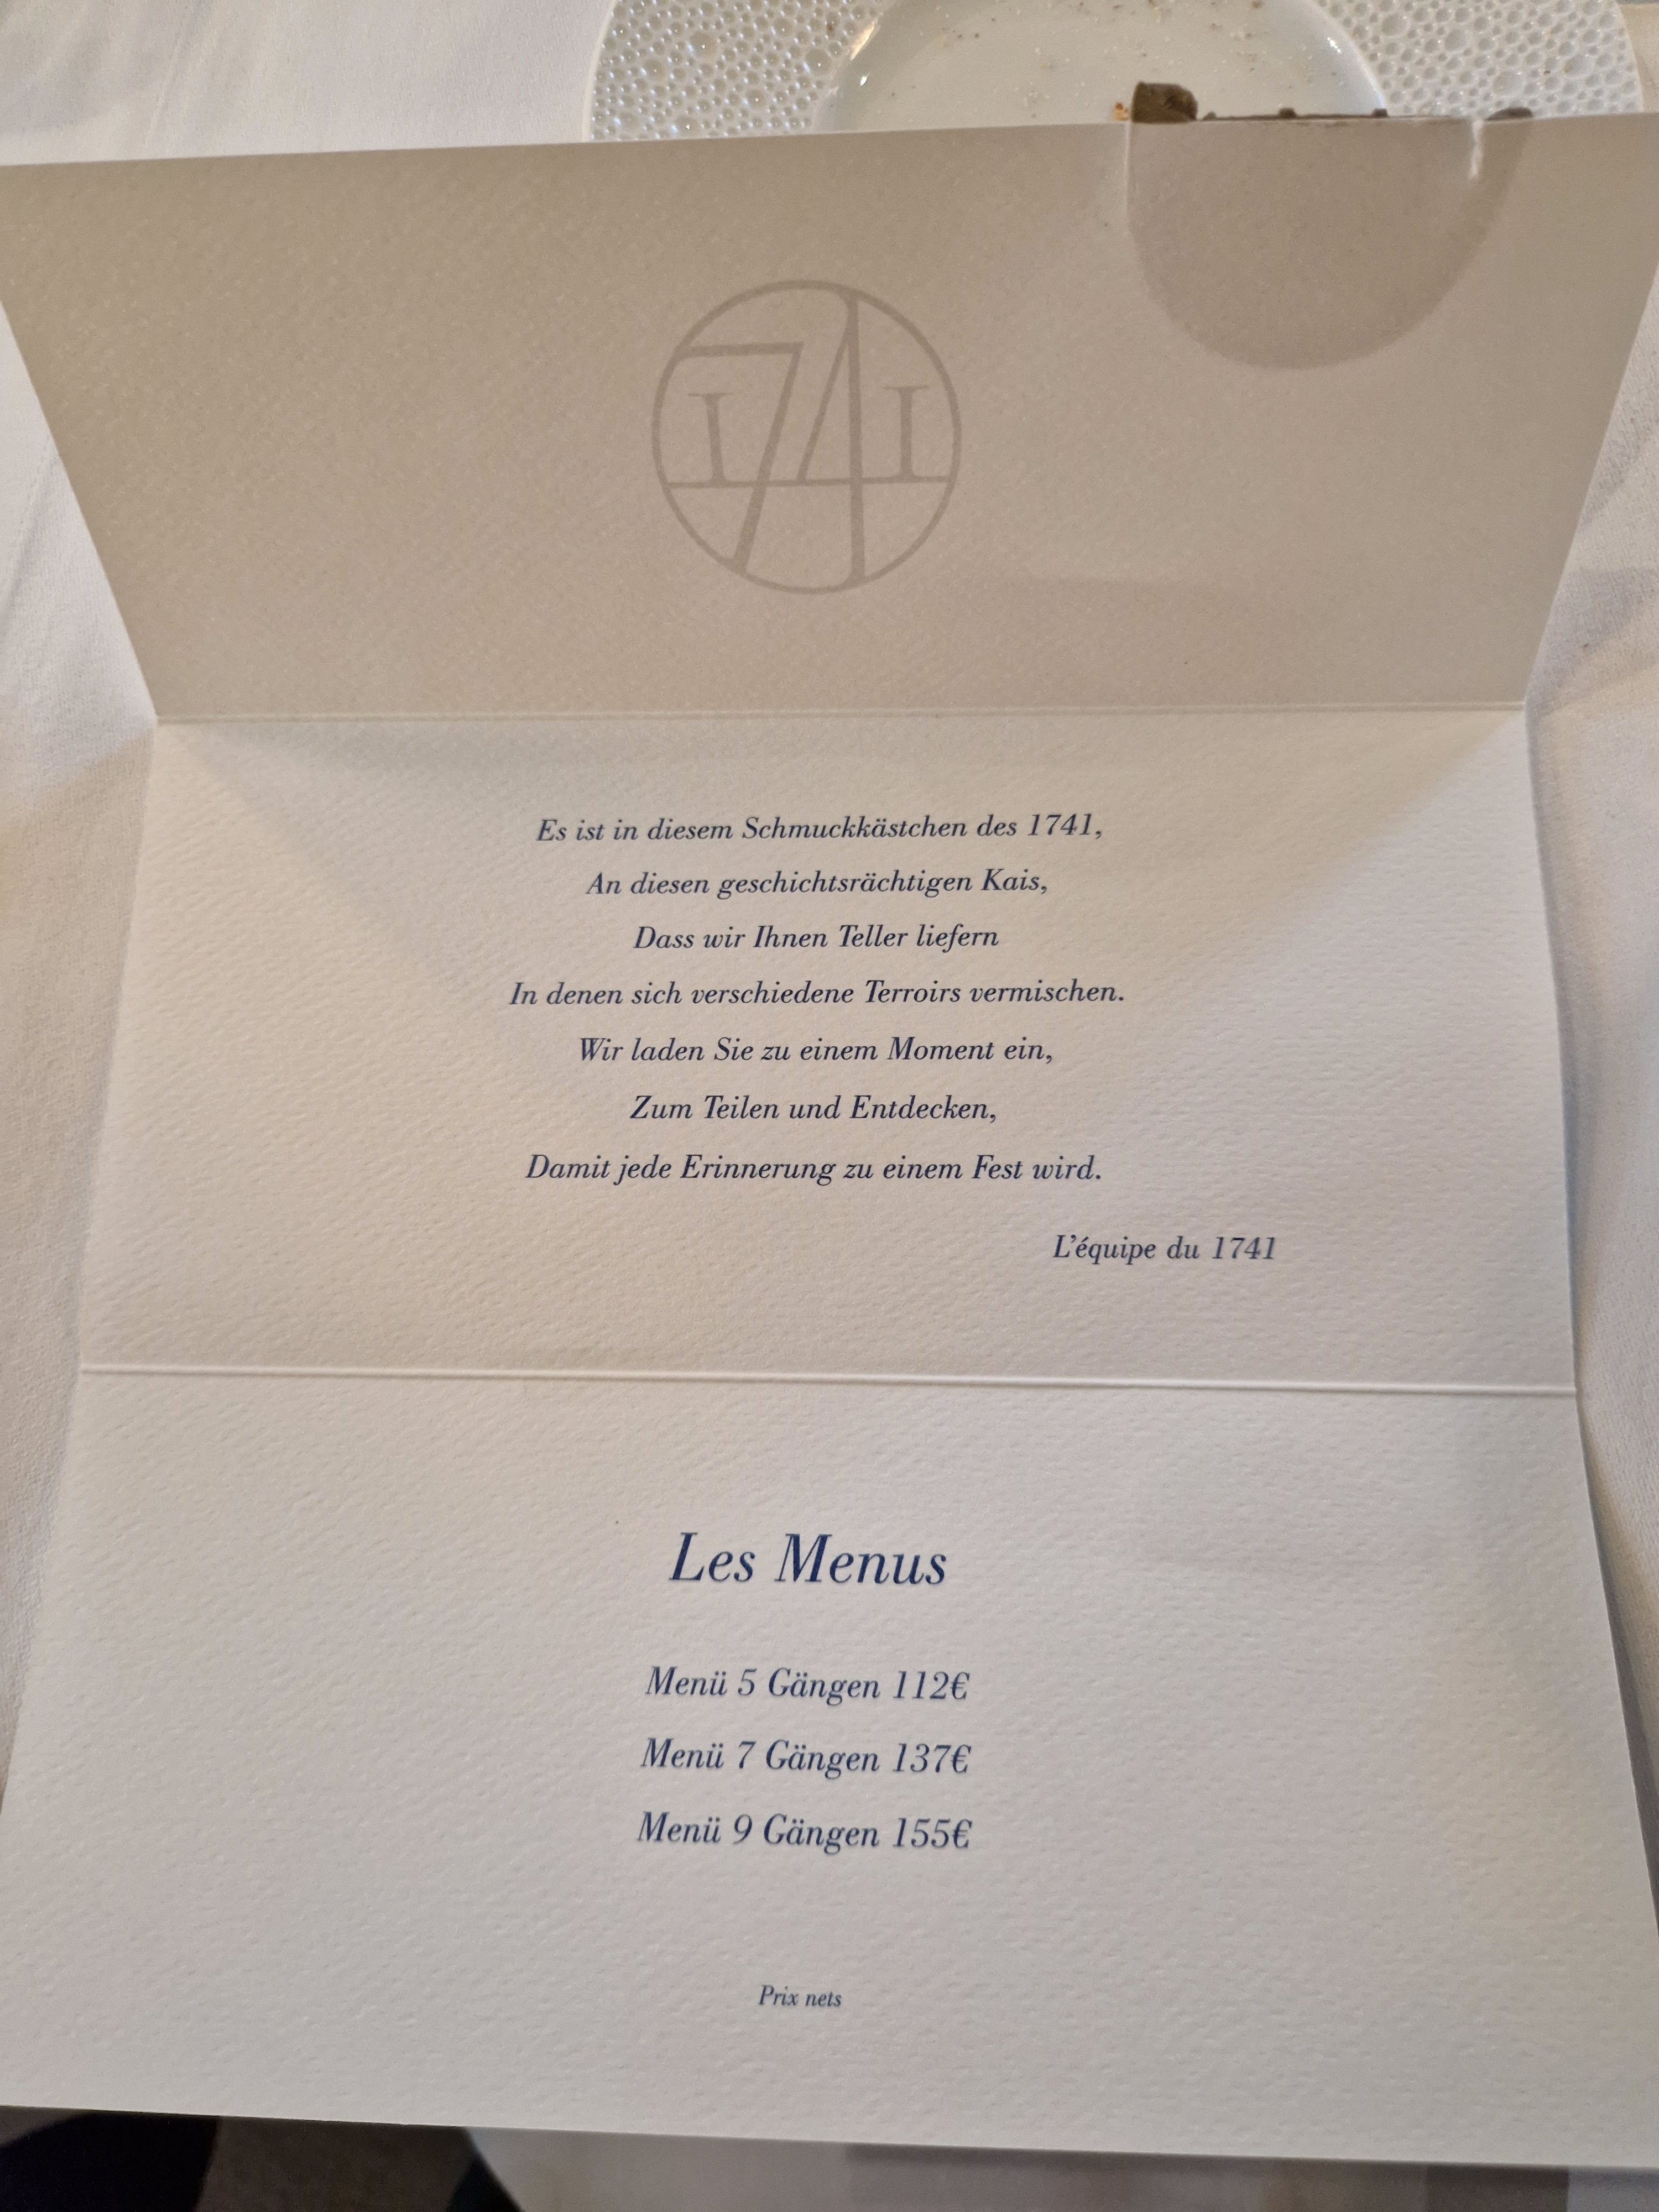 1741
Es ist in diesem Schmuckkästchen des 1741,
An diesen geschichtsrächtigen Kais,
Dass wir Ihnen Teller liefern
In denen sich verschiedene Terroirs vermischen.
Wir laden Sie zu einem Moment ein,
Zum Teilen und Entdecken,
Damit jede Erinnerung zu einem Fest wird.
L'équipe du 1741
Les Menus
Menü 5 Gängen 112€
Menü 7 Gängen 137€
Menü 9 Gängen 155€
Prix nets